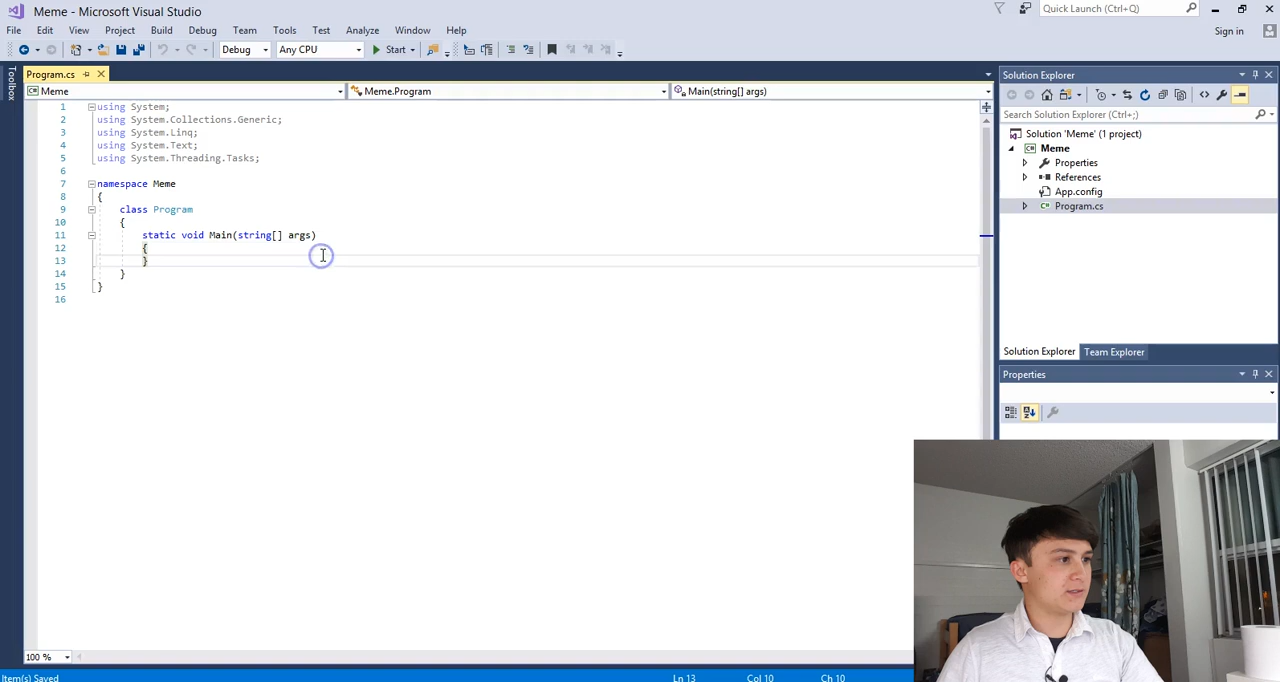 Meme - Microsoft Visual Studio
Quick Launch (Ctrl+Q)
File Edit View Project Build Debug Team Tools Test Analyze Window Help
Sign in
Debug Any CPU Start
Toolbox
Program.cs
Meme Meme.Program Main(string[] args)
1 using System;
2 using System.Collections.Generic;
3 using System.Linq;
4 using System.Text;
5 using System.Threading.Tasks;
6
7 namespace Meme
8 {
9 class Program
10 {
11 static void Main(string[] args)
12 {
13 }
14 }
15 }
16
100 %
Item(s) Saved Ln 13 Col 10 Ch 10
Solution Explorer
Search Solution Explorer (Ctrl+;)
Solution 'Meme' (1 project)
Meme
Properties
References
App.config
Program.cs
Solution Explorer Team Explorer
Properties